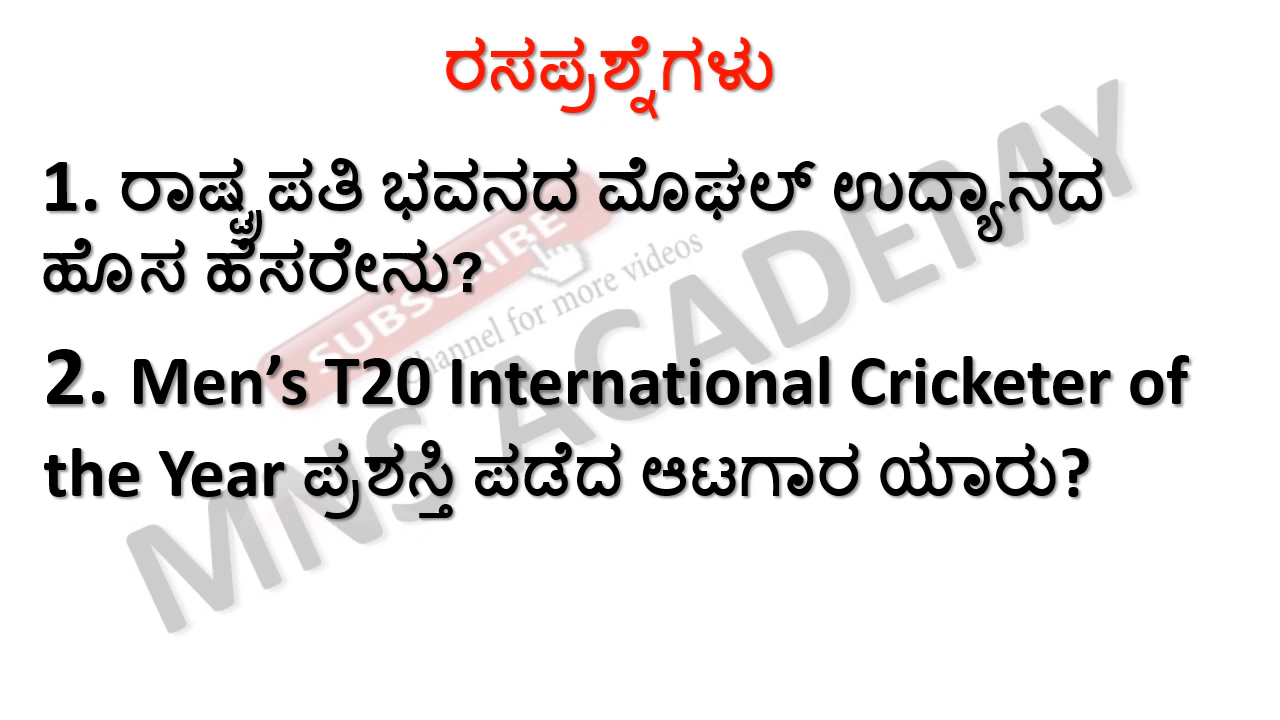 ರಸಪ್ರಶ್ನೆಗಳು
1. ರಾಷ್ಟ್ರಪತಿ ಭವನದ ಮೊಘಲ್ ಉದ್ಯಾನದ
ಹೊಸ ಹೆಸರೇನು?
2. Men’s T20 International Cricketer of
the Year ಪ್ರಶಸ್ತಿ ಪಡೆದ ಆಟಗಾರ ಯಾರು?
SUBSCRIBE
Channel for more videos
MNS ACADEMY